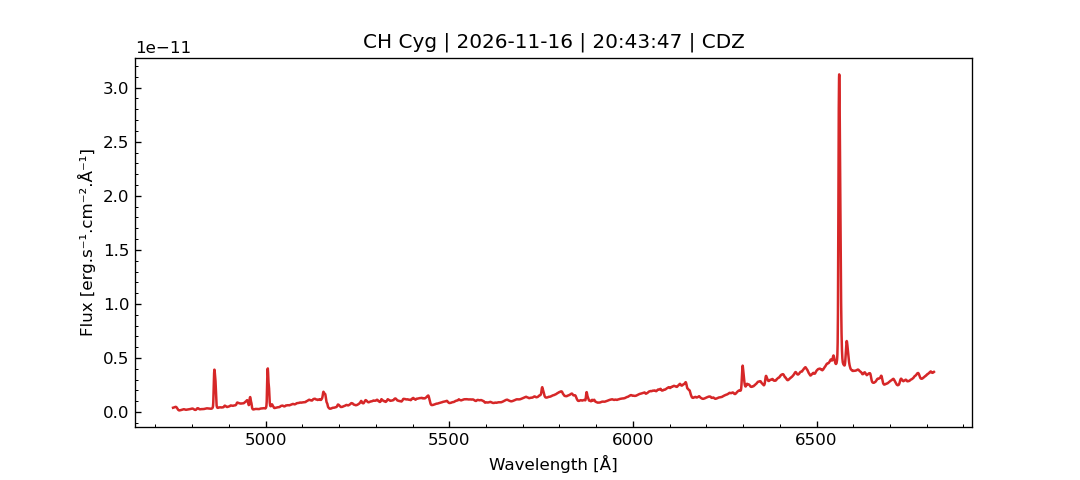 CH Cyg | 2026-11-16 | 20:43:47 | CDZ
1e−11
3.0
2.5
2.0
1.5
1.0
0.5
0.0
Flux [erg.s⁻¹.cm⁻².Å⁻¹]
5000 5500 6000 6500
Wavelength [Å]